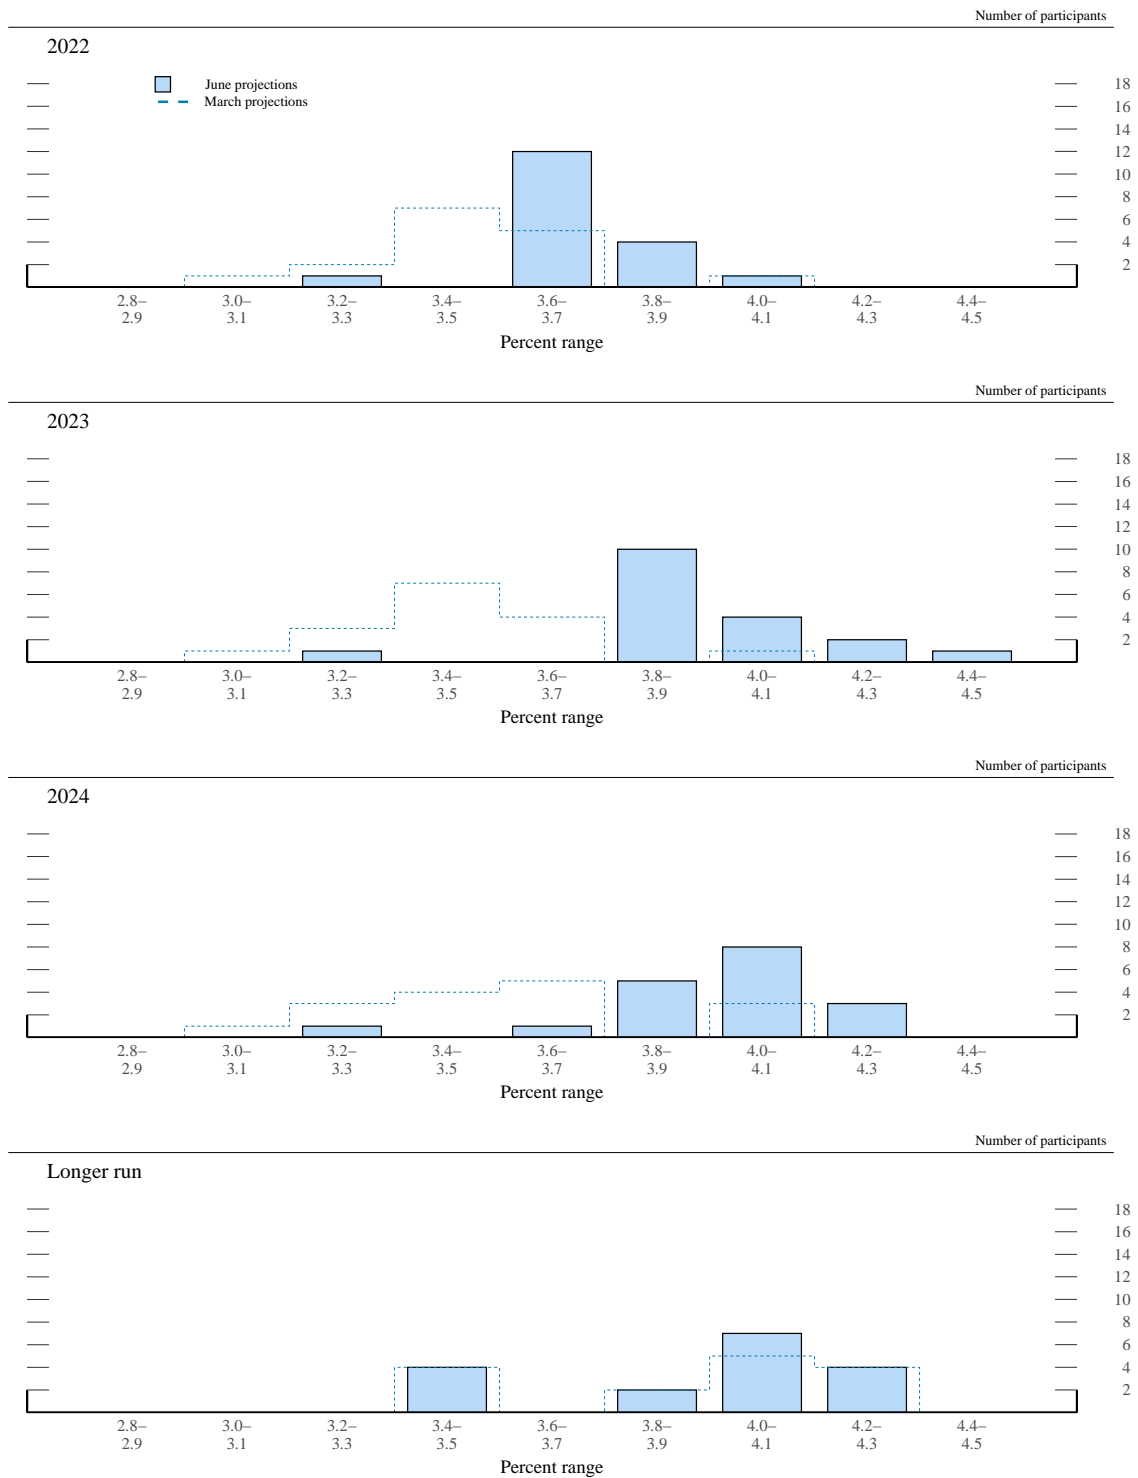 Number of participants
2022
June projections
March projections
18
16
14
12
10
8
6
4
2
2.8– 3.0– 3.2– 3.4– 3.6– 3.8– 4.0– 4.2– 4.4–
2.9 3.1 3.3 3.5 3.7 3.9 4.1 4.3 4.5
Percent range
Number of participants
2023
18
16
14
12
10
8
6
4
2
2.8– 3.0– 3.2– 3.4– 3.6– 3.8– 4.0– 4.2– 4.4–
2.9 3.1 3.3 3.5 3.7 3.9 4.1 4.3 4.5
Percent range
Number of participants
2024
18
16
14
12
10
8
6
4
2
2.8– 3.0– 3.2– 3.4– 3.6– 3.8– 4.0– 4.2– 4.4–
2.9 3.1 3.3 3.5 3.7 3.9 4.1 4.3 4.5
Percent range
Number of participants
Longer run
18
16
14
12
10
8
6
4
2
2.8– 3.0– 3.2– 3.4– 3.6– 3.8– 4.0– 4.2– 4.4–
2.9 3.1 3.3 3.5 3.7 3.9 4.1 4.3 4.5
Percent range